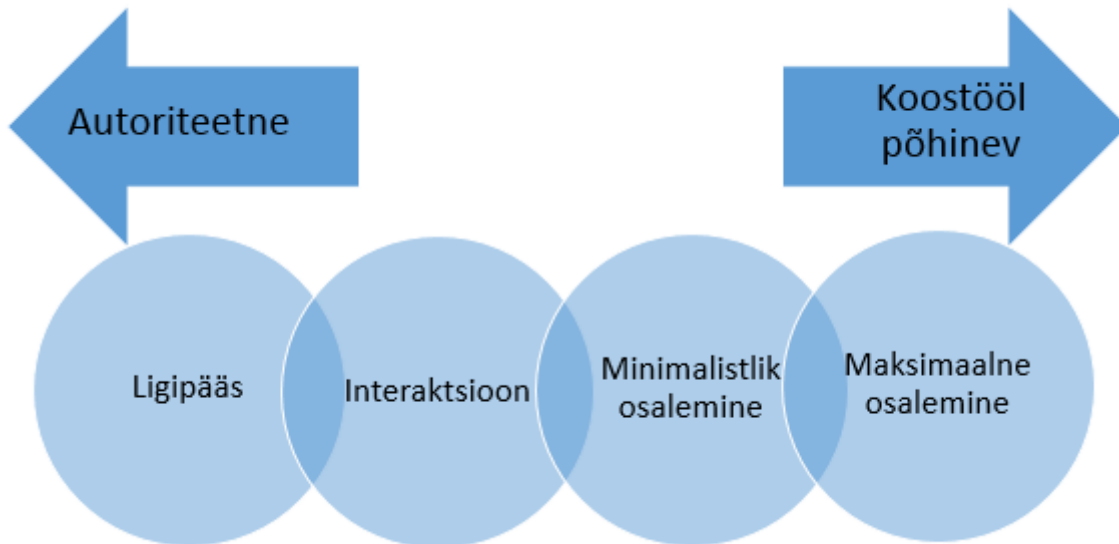 Autoriteetne
Koostööl
põhinev
Ligipääs
Interaktsioon
Minimalistlik
osalemine
Maksimaalne
osalemine